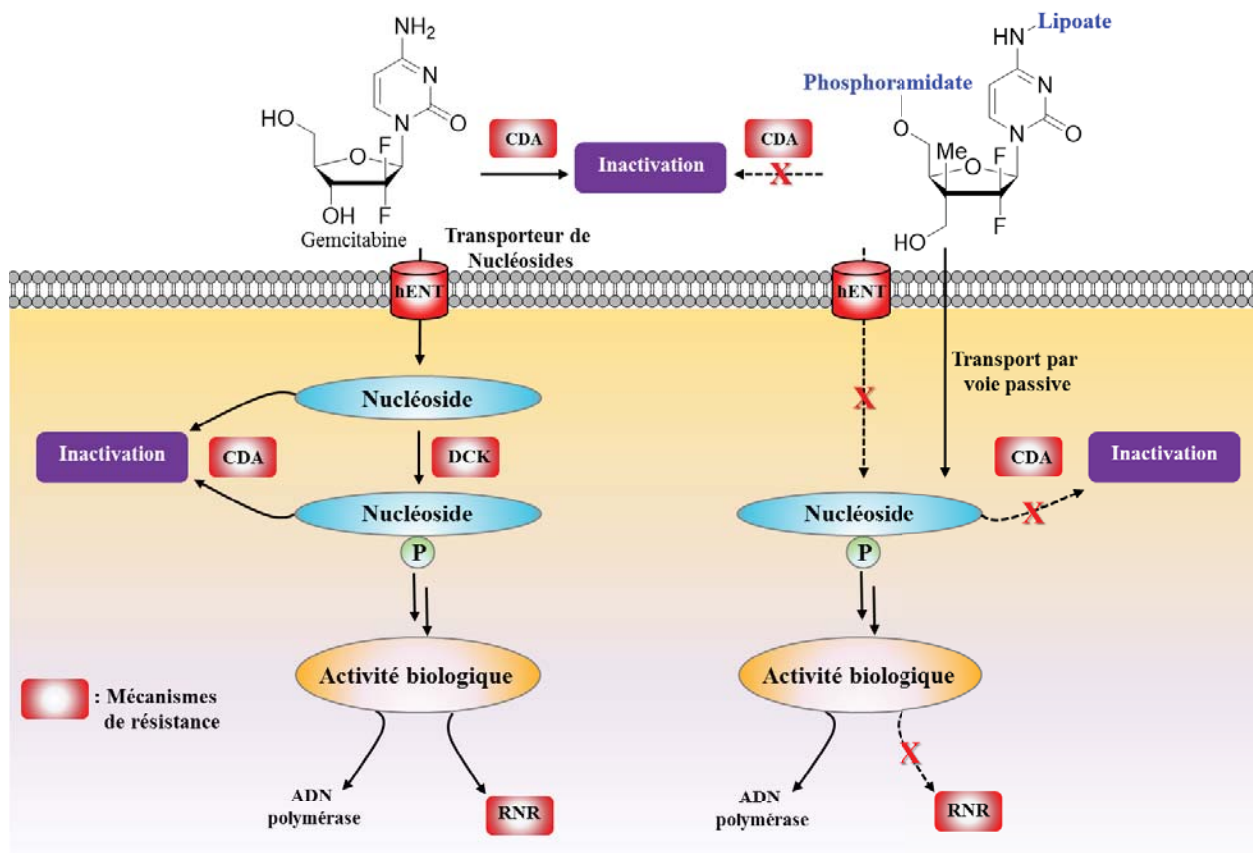 NH₂
N
N
O
HO
O
F
F
OH
Gemcitabine
CDA
Inactivation
CDA
X
HN
Lipoate
Phosphoramidate
N
N
O
O
Me
O
F
F
HO
Transporteur de
Nucléosides
hENT
hENT
Nucléoside
Inactivation
CDA
DCK
Nucléoside
P
Activité biologique
: Mécanismes
de résistance
ADN
polymérase
RNR
Transport par
voie passive
X
CDA
Inactivation
X
Nucléoside
P
Activité biologique
X
ADN
polymérase
RNR